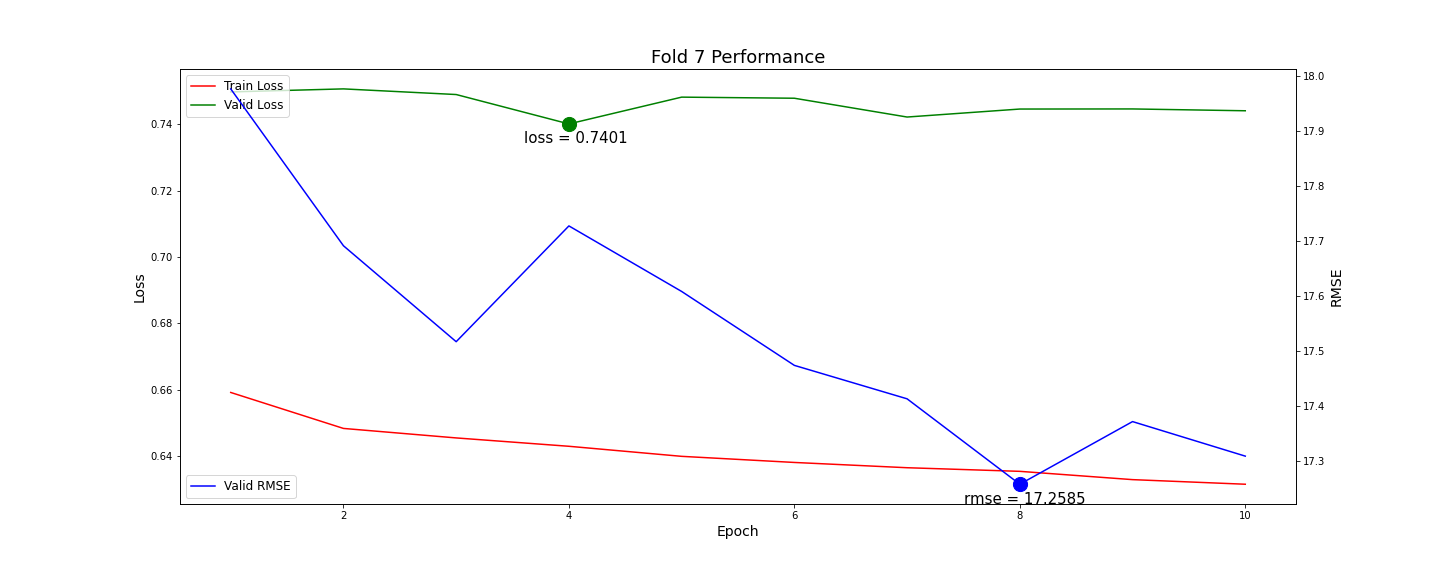 Fold 7 Performance
Train Loss
Valid Loss
Valid RMSE
loss = 0.7401
rmse = 17.2585
Loss
0.74
0.72
0.70
0.68
0.66
0.64
RMSE
18.0
17.9
17.8
17.7
17.6
17.5
17.4
17.3
2
4
6
8
10
Epoch